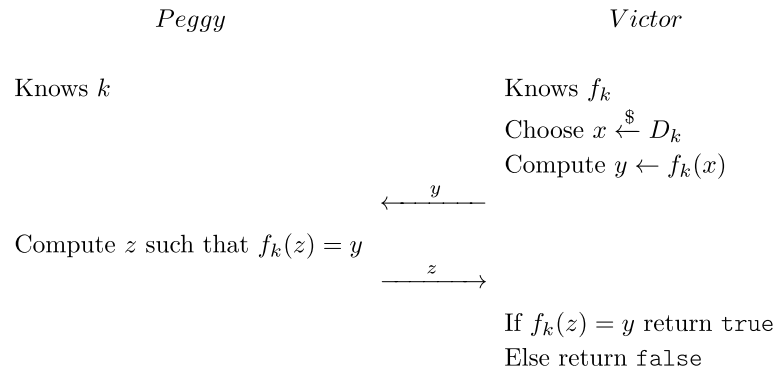 Peggy Victor
Knows k Knows f_k
Choose x $← D_k
Compute y ← f_k(x)
y
Compute z such that f_k(z) = y
z
If f_k(z) = y return true
Else return false